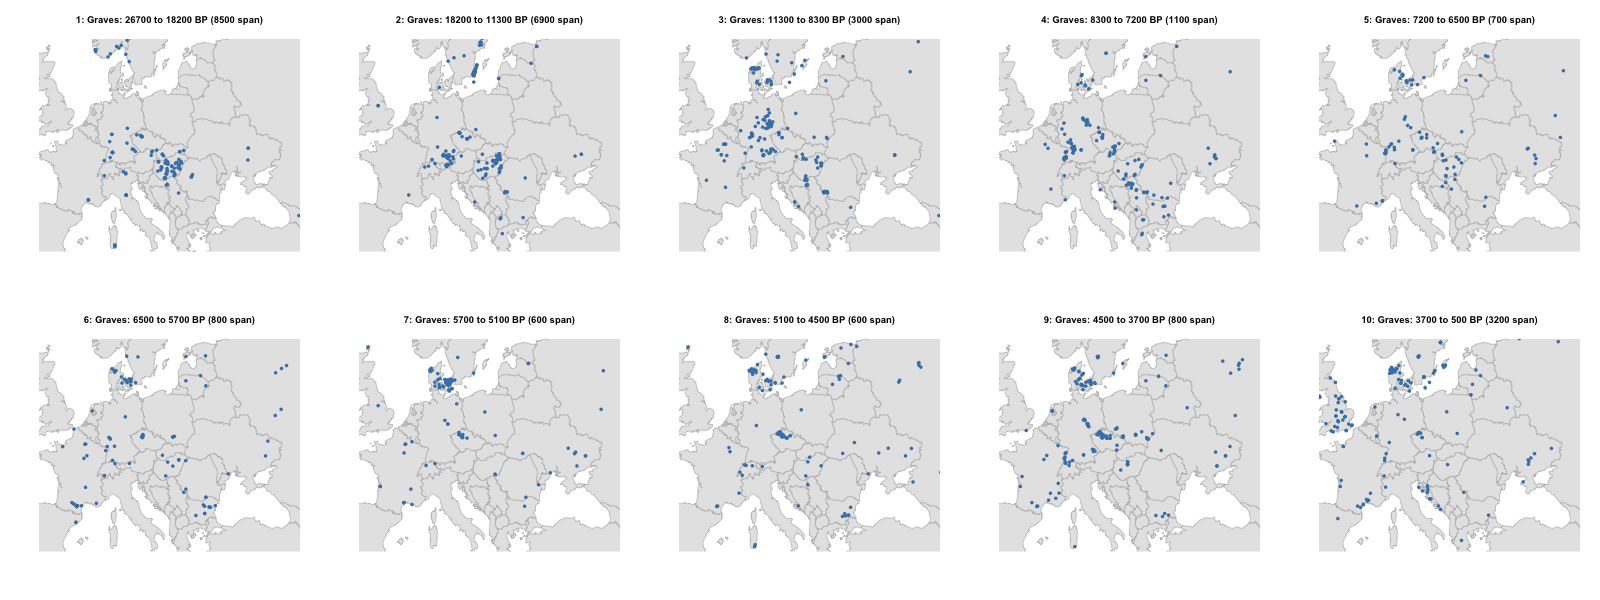 1: Graves: 26700 to 18200 BP (8500 span)
2: Graves: 18200 to 11300 BP (6900 span)
3: Graves: 11300 to 8300 BP (3000 span)
4: Graves: 8300 to 7200 BP (1100 span)
5: Graves: 7200 to 6500 BP (700 span)
6: Graves: 6500 to 5700 BP (800 span)
7: Graves: 5700 to 5100 BP (600 span)
8: Graves: 5100 to 4500 BP (600 span)
9: Graves: 4500 to 3700 BP (800 span)
10: Graves: 3700 to 500 BP (3200 span)